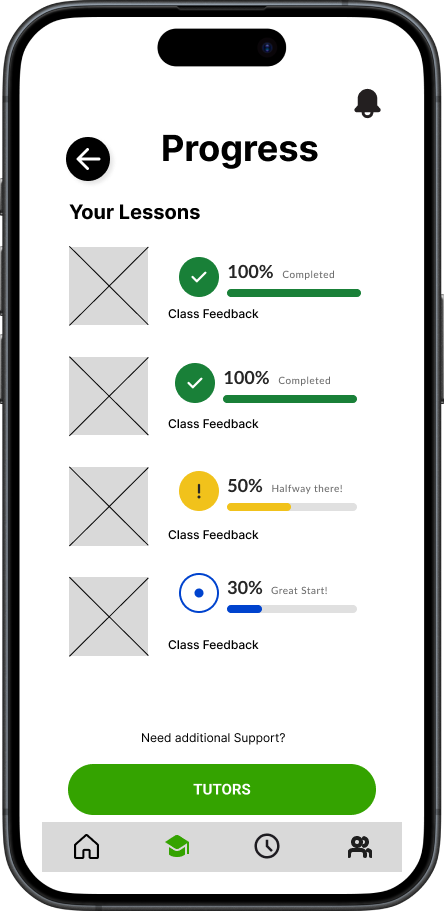 Progress
Your Lessons
100% Completed
Class Feedback
100% Completed
Class Feedback
50% Halfway there!
Class Feedback
30% Great Start!
Class Feedback
Need additional Support?
TUTORS